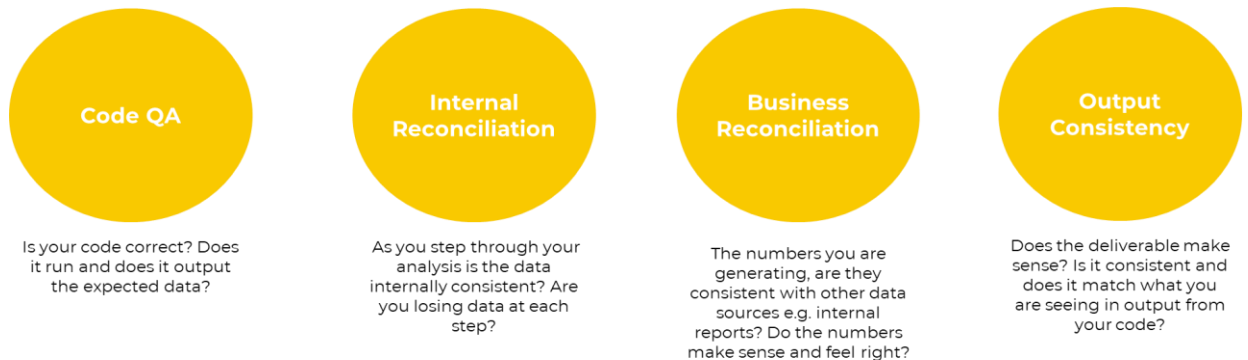 Code QA
Is your code correct? Does
it run and does it output
the expected data?
Internal
Reconciliation
As you step through your
analysis is the data
internally consistent? Are
you losing data at each
step?
Business
Reconciliation
The numbers you are
generating, are they
consistent with other data
sources e.g. internal
reports? Do the numbers
make sense and feel right?
Output
Consistency
Does the deliverable make
sense? Is it consistent and
does it match what you
are seeing in output from
your code?